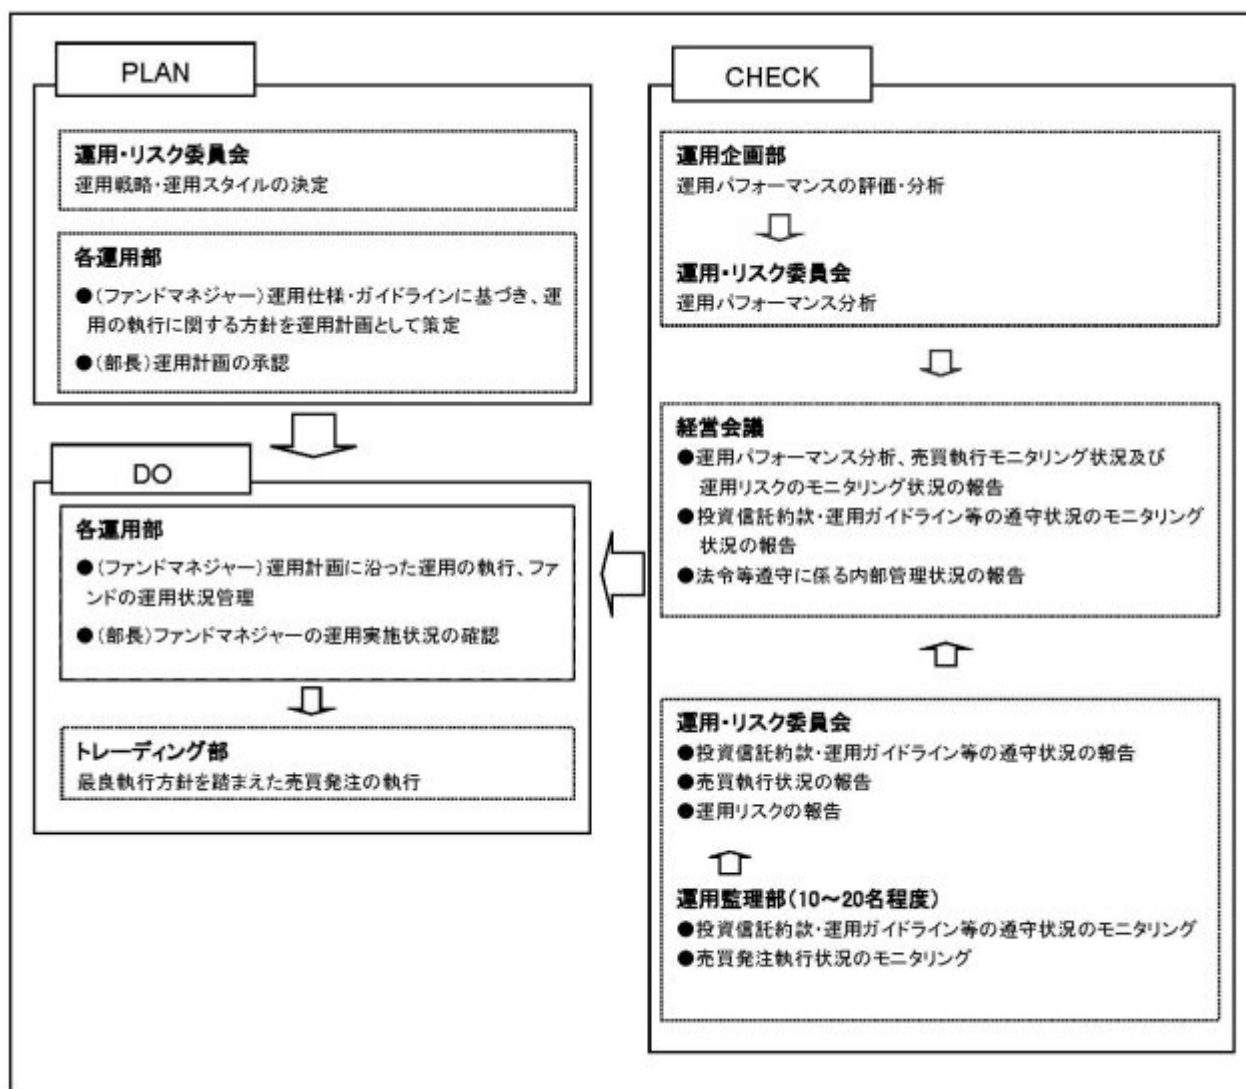 PLAN
運用・リスク委員会
運用戦略・運用スタイルの決定
各運用部
●(ファンドマネジャー)運用仕様・ガイドラインに基づき、運
用の執行に関する方針を運用計画として策定
●(部長)運用計画の承認
DO
各運用部
●(ファンドマネジャー)運用計画に沿った運用の執行、ファ
ンドの運用状況管理
●(部長)ファンドマネジャーの運用実施状況の確認
トレーディング部
最良執行方針を踏まえた売買発注の執行
CHECK
運用企画部
運用パフォーマンスの評価・分析
運用・リスク委員会
運用パフォーマンス分析
経営会議
●運用パフォーマンス分析、売買執行モニタリング状況及び
運用リスクのモニタリング状況の報告
●投資信託約款・運用ガイドライン等の遵守状況のモニタリング
状況の報告
●法令等遵守に係る内部管理状況の報告
運用・リスク委員会
●投資信託約款・運用ガイドライン等の遵守状況の報告
●売買執行状況の報告
●運用リスクの報告
運用監理部(10～20名程度)
●投資信託約款・運用ガイドライン等の遵守状況のモニタリング
●売買発注執行状況のモニタリング